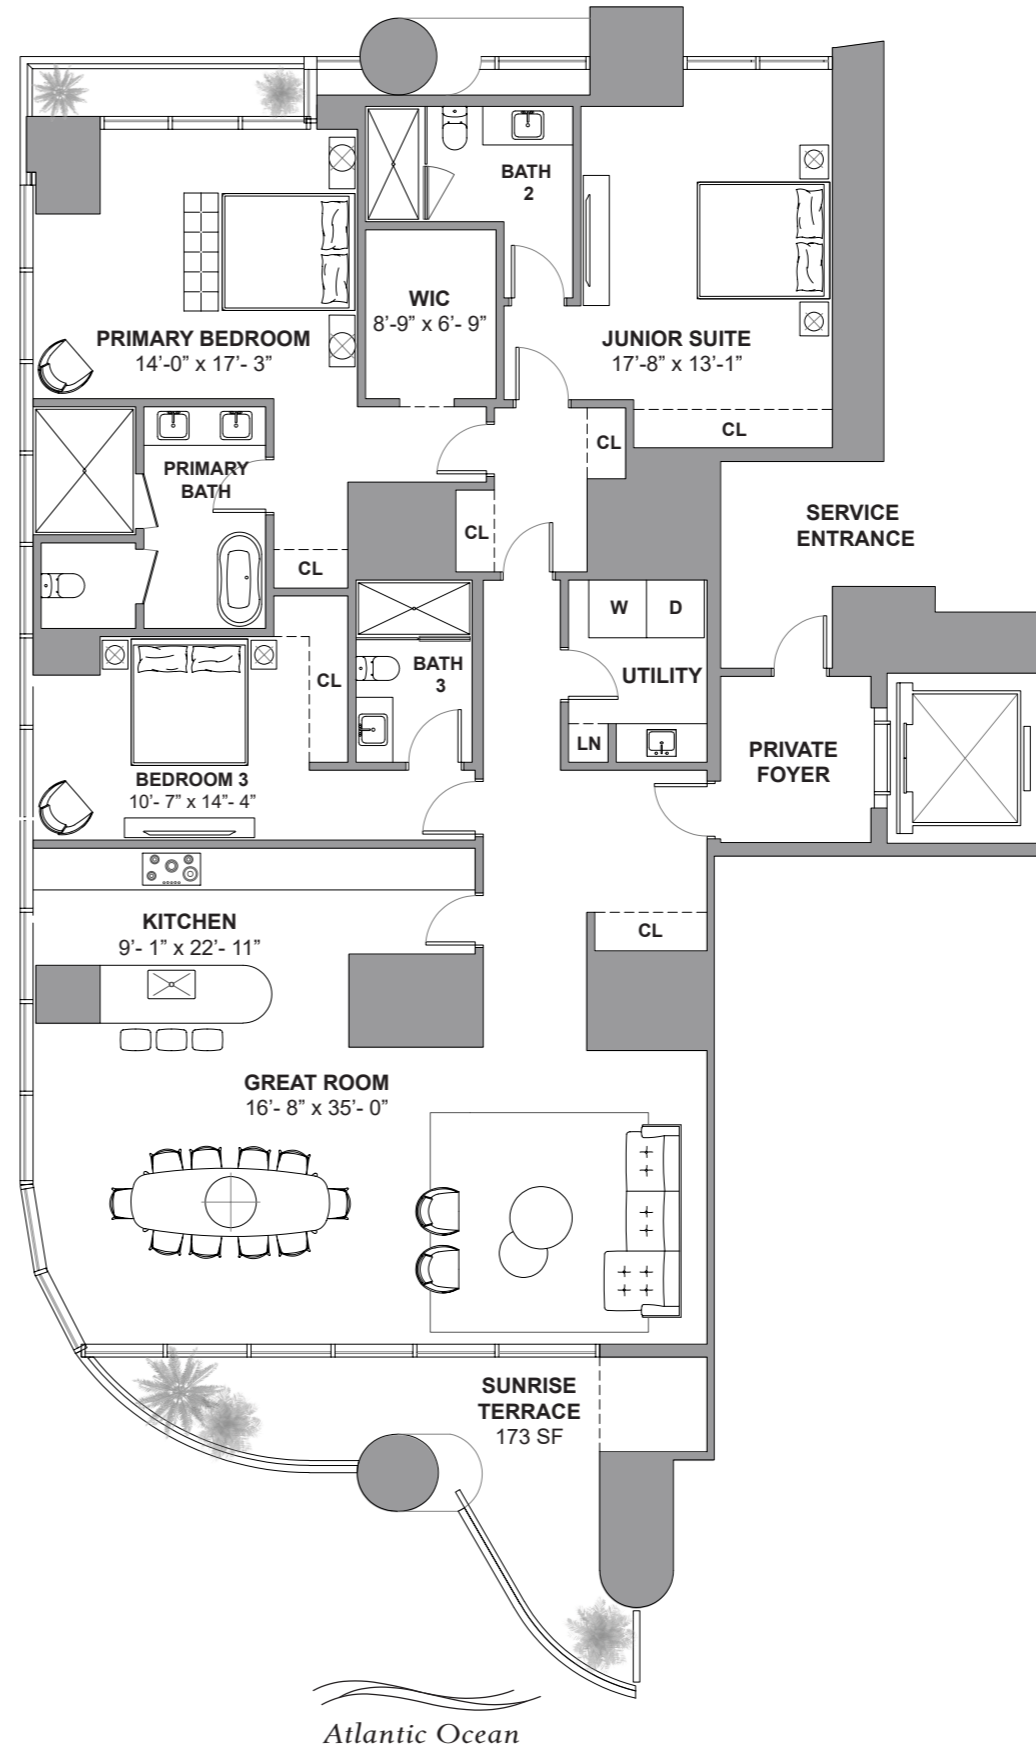 BATH
2
WIC
8’-9” x 6’- 9”
PRIMARY BEDROOM
14’-0” x 17’- 3”
JUNIOR SUITE
17’-8” x 13’-1”
CL
CL
PRIMARY
BATH
CL
SERVICE
ENTRANCE
CL
W
D
BATH
3
UTILITY
CL
LN
PRIVATE
FOYER
BEDROOM 3
10’- 7” x 14”- 4”
KITCHEN
9’- 1” x 22’- 11”
CL
GREAT ROOM
16’- 8” x 35’- 0”
SUNRISE
TERRACE
173 SF
Atlantic Ocean